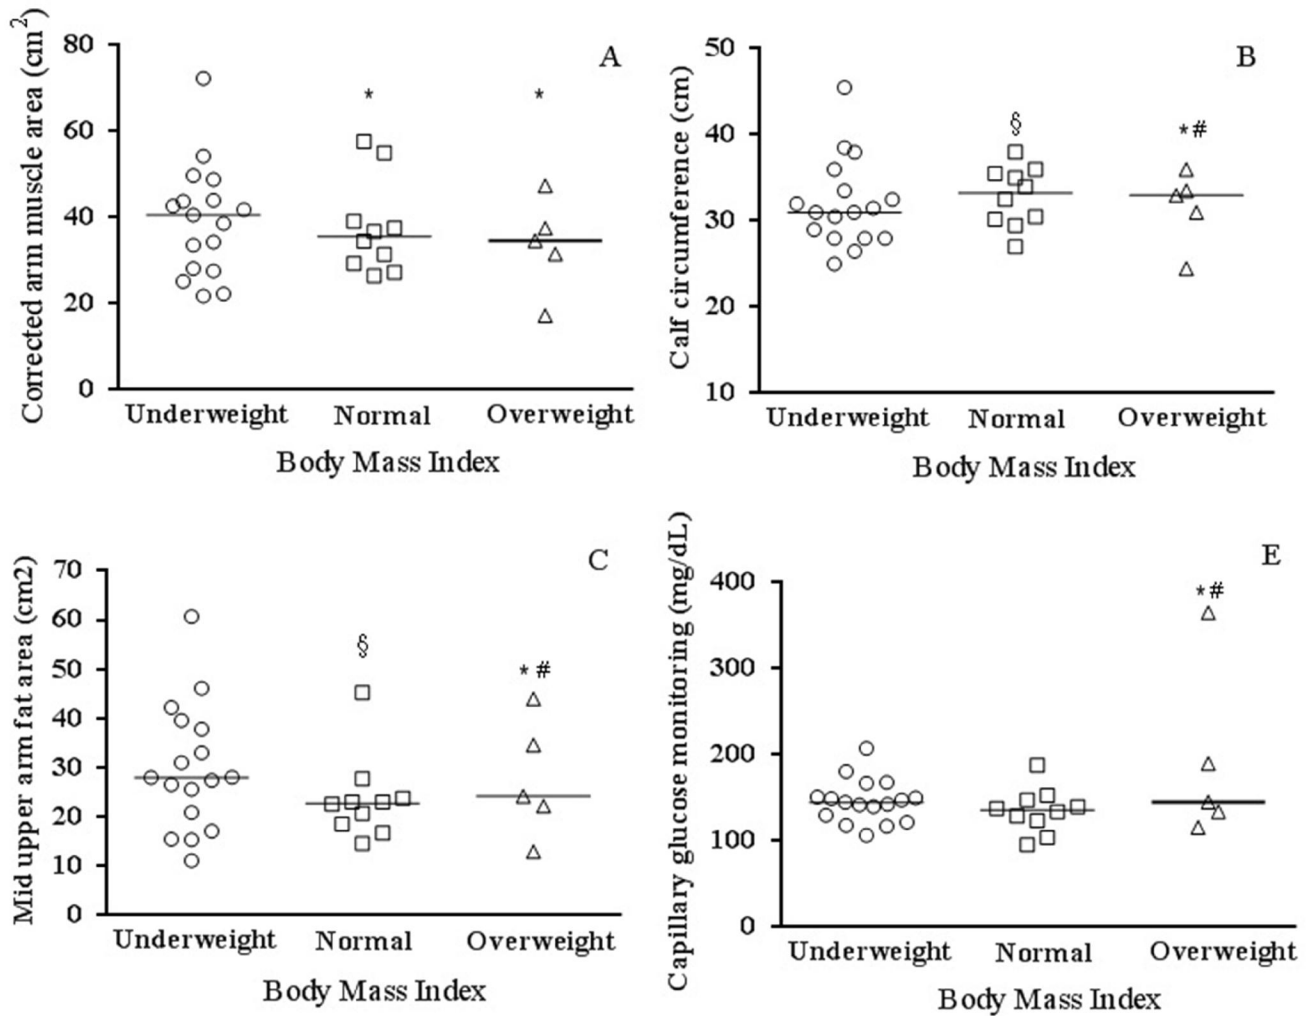 Corrected arm muscle area (cm2)
80
60
40
20
0
A
*
*
Underweight
Normal
Overweight
Body Mass Index
Calf circumference (cm)
50
40
30
20
10
B
§
*#
Underweight
Normal
Overweight
Body Mass Index
Mid upper arm fat area (cm2)
70
60
50
40
30
20
10
0
C
§
*#
Underweight
Normal
Overweight
Body Mass Index
Capillary glucose monitoring (mg/dL)
400
300
200
100
0
E
*#
Underweight
Normal
Overweight
Body Mass Index